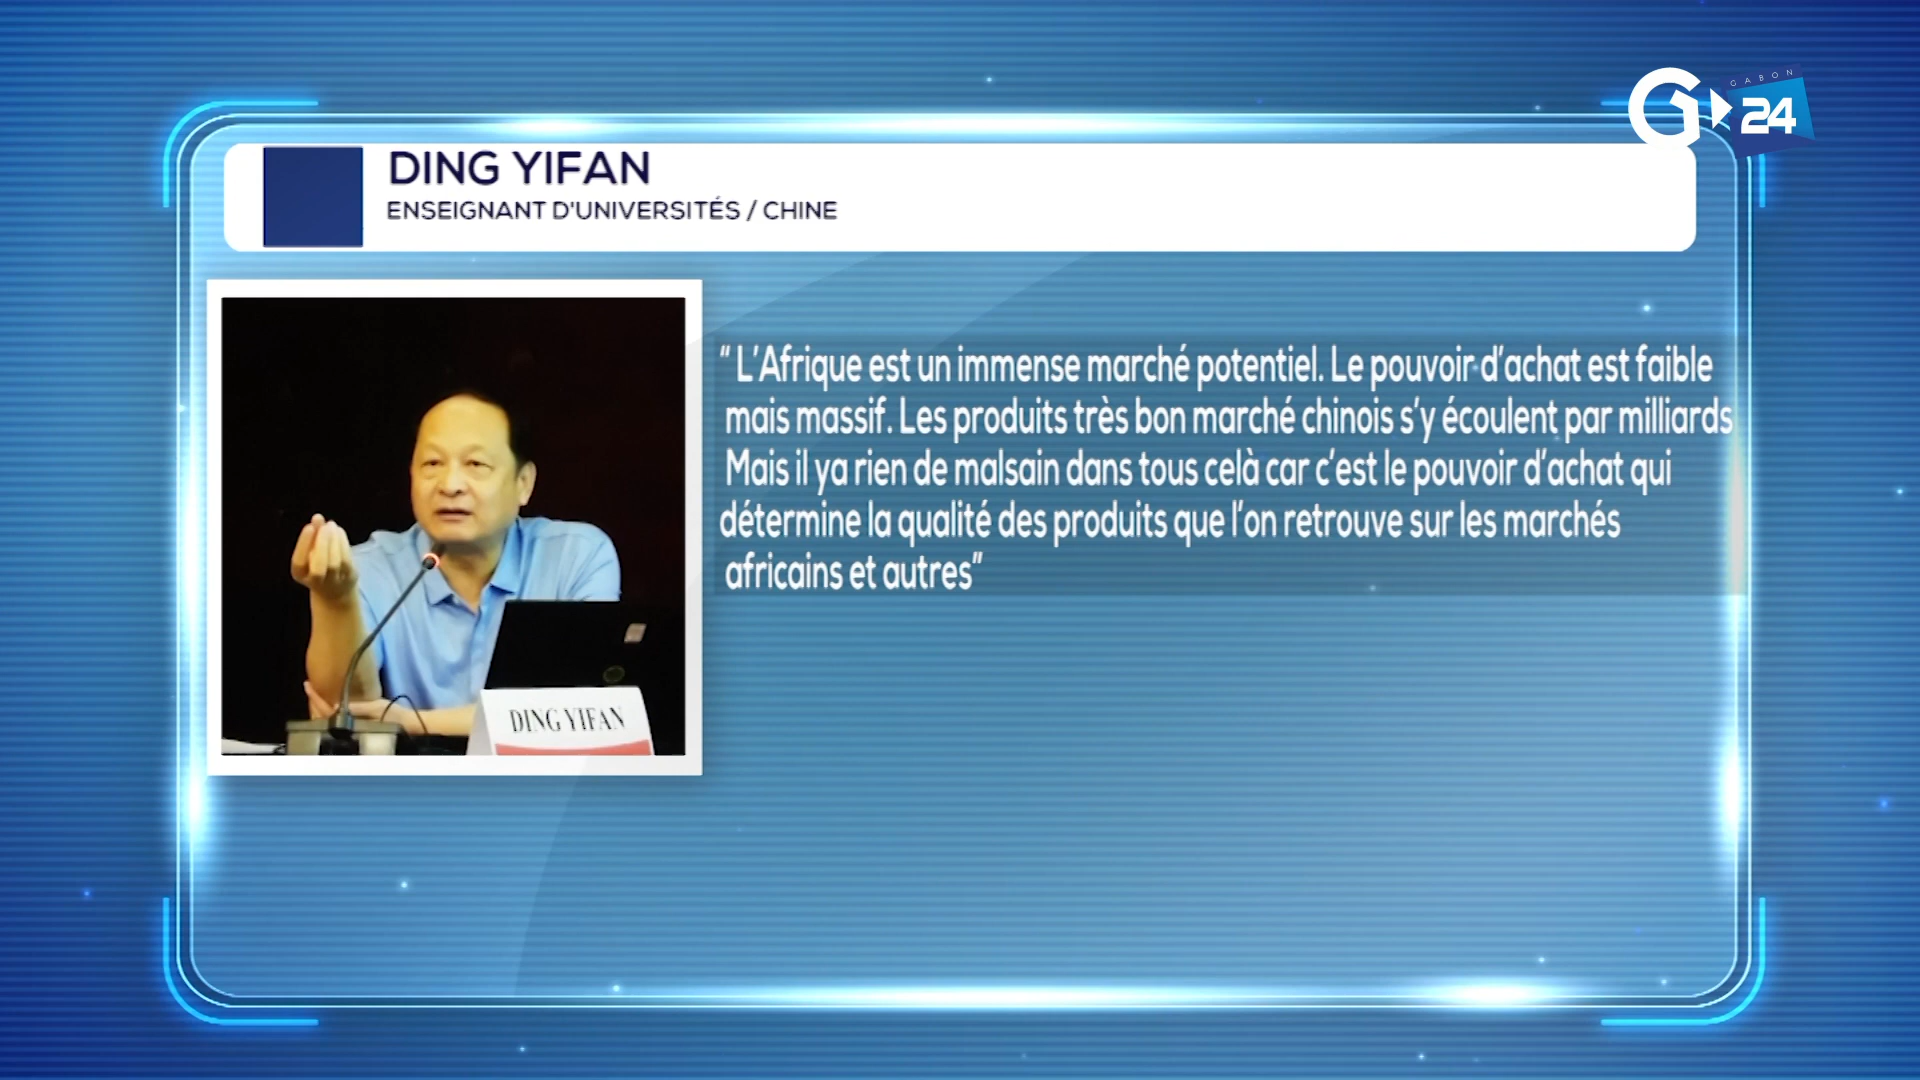 GABON
G 24
DING YIFAN
ENSEIGNANT D'UNIVERSITÉS / CHINE
“ L’Afrique est un immense marché potentiel. Le pouvoir d’achat est faible
mais massif. Les produits très bon marché chinois s’y écoulent par milliards
Mais il ya rien de malsain dans tous celà car c’est le pouvoir d’achat qui
détermine la qualité des produits que l’on retrouve sur les marchés
africains et autres”
DING YIFAN